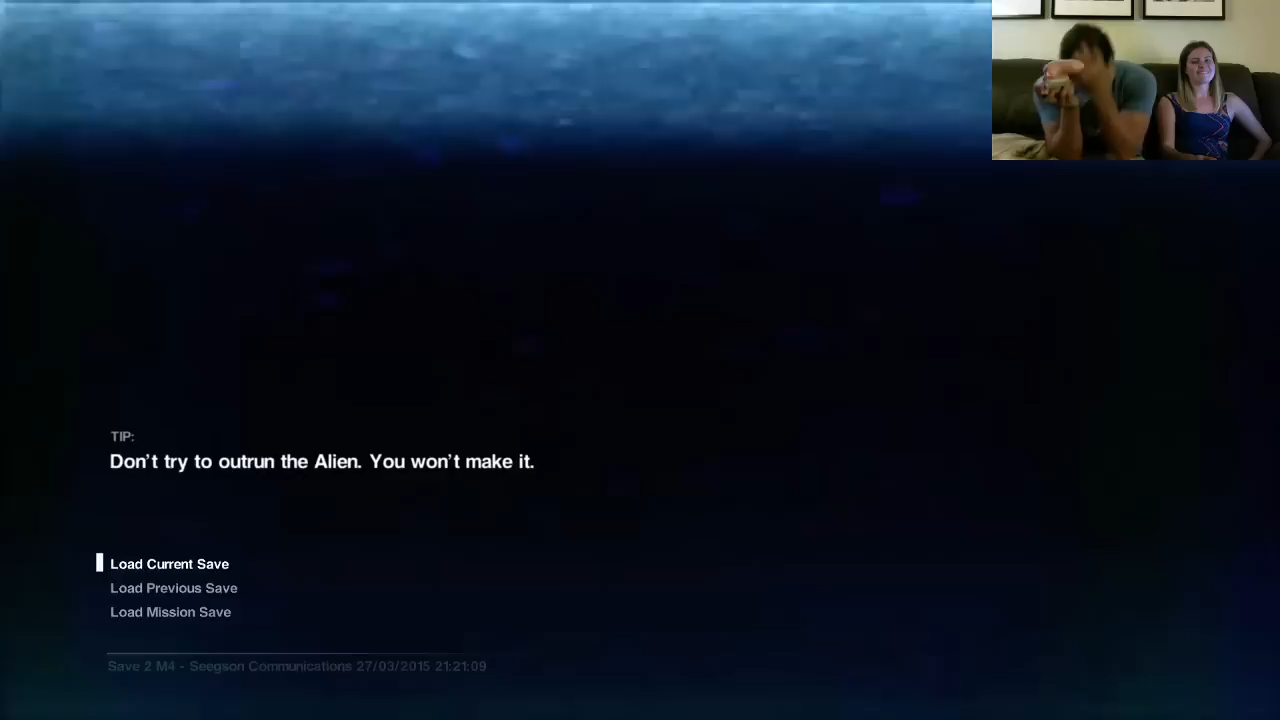 TIP:
Don't try to outrun the Alien. You won't make it.
Load Current Save
Load Previous Save
Load Mission Save
Save 2 M4 - Seegson Communications 27/03/2015 21:21:09